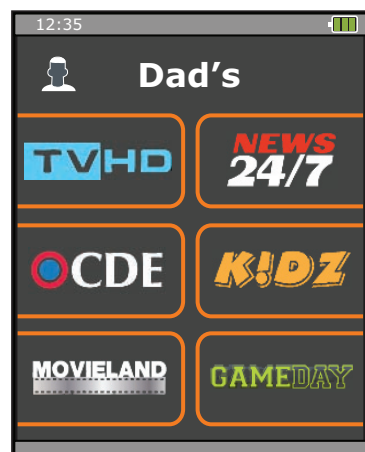 12:35
Dad's
TVHD
NEWS
24/7
CDE
K!DZ
MOVIELAND
GAMEDAY